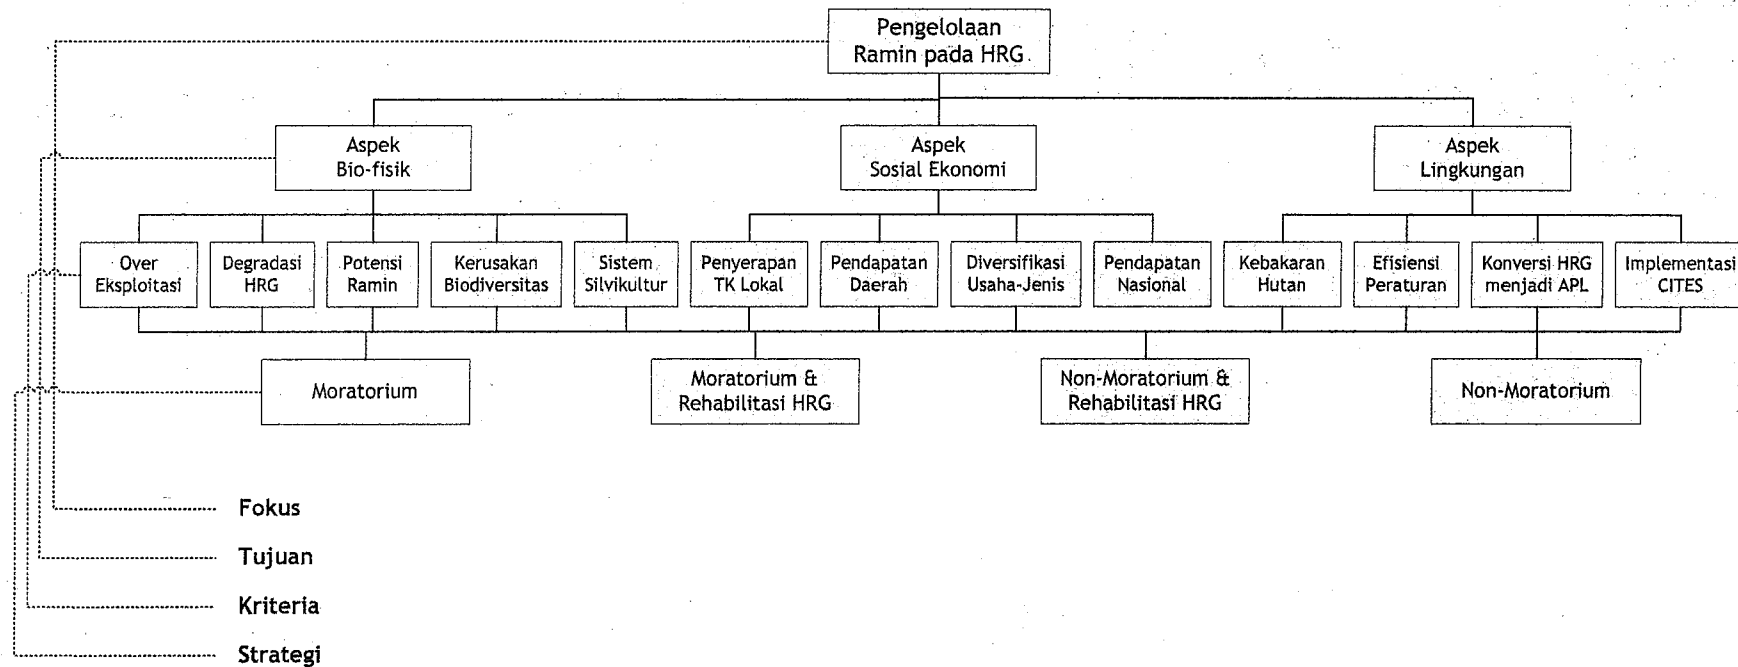 Pengelolaan
Ramin pada HRG
Aspek
Bio-fisik
Aspek
Sosial Ekonomi
Aspek
Lingkungan
Over
Eksploitasi
Degradasi
HRG
Potensi
Ramin
Kerusakan
Biodiversitas
Sistem
Silvikultur
Penyerapan
TK Lokal
Pendapatan
Daerah
Diversifikasi
Usaha-Jenis
Pendapatan
Nasional
Kebakaran
Hutan
Efisiensi
Peraturan
Konversi HRG
menjadi APL
Implementasi
CITES
Moratorium
Moratorium &
Rehabilitasi HRG
Non-Moratorium &
Rehabilitasi HRG
Non-Moratorium
Fokus
Tujuan
Kriteria
Strategi